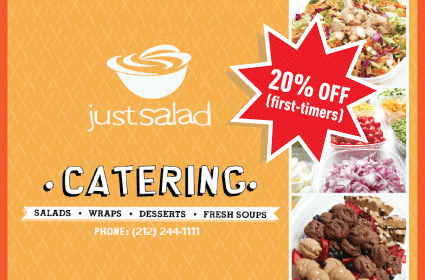 just salad
20% OFF
(first-timers)
• CATERING •
SALADS • WRAPS • DESSERTS • FRESH SOUPS
PHONE: (212) 244-1111